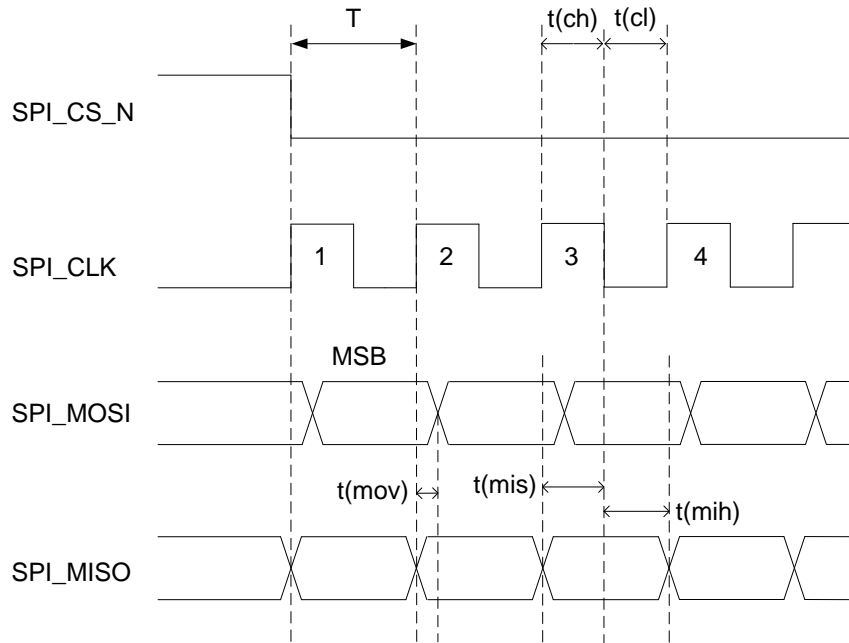 T
t(ch)
t(cl)
SPI_CS_N
SPI_CLK
1
2
3
4
MSB
SPI_MOSI
t(mov)
t(mis)
t(mih)
SPI_MISO